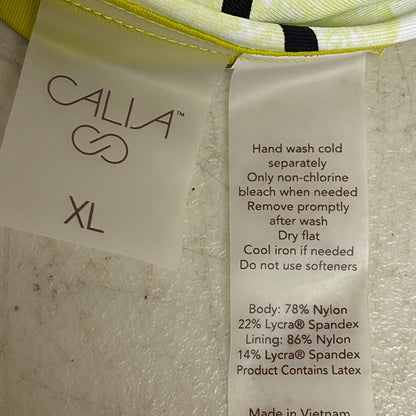 CALIA™
XL
Hand wash cold
separately
Only non-chlorine
bleach when needed
Remove promptly
after wash
Dry flat
Cool iron if needed
Do not use softeners
Body: 78% Nylon
22% Lycra® Spandex
Lining: 86% Nylon
14% Lycra® Spandex
Product Contains Latex
Made in Vietnam